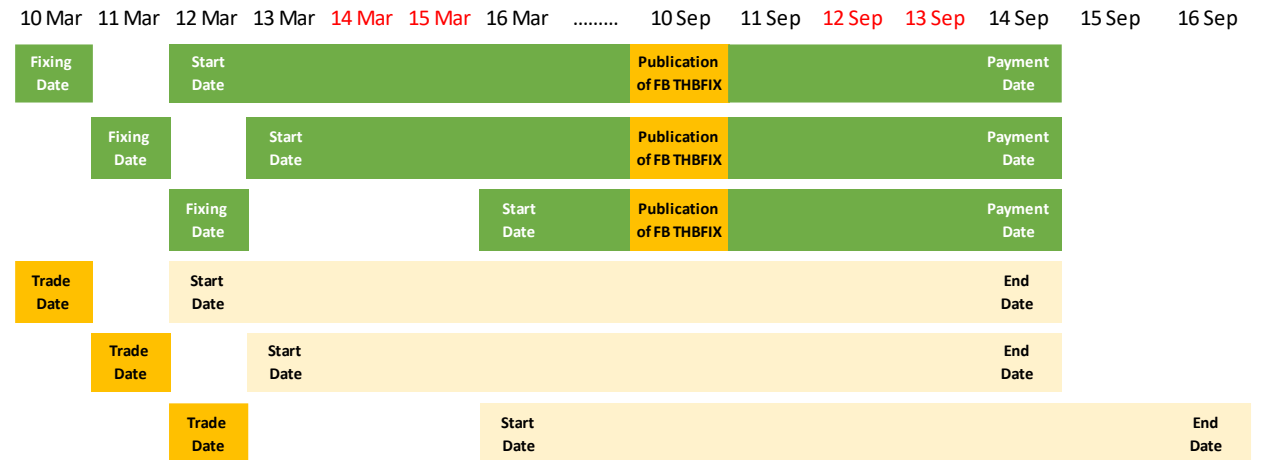 10 Mar 11 Mar 12 Mar 13 Mar 14 Mar 15 Mar 16 Mar ......... 10 Sep 11 Sep 12 Sep 13 Sep 14 Sep 15 Sep 16 Sep
Fixing Start Publication Payment
Date Date of FB THBFIX Date
Fixing Start Publication Payment
Date Date of FB THBFIX Date
Fixing Start Publication Payment
Date Date of FB THBFIX Date
Trade Start End
Date Date Date
Trade Start End
Date Date Date
Trade Start End
Date Date Date